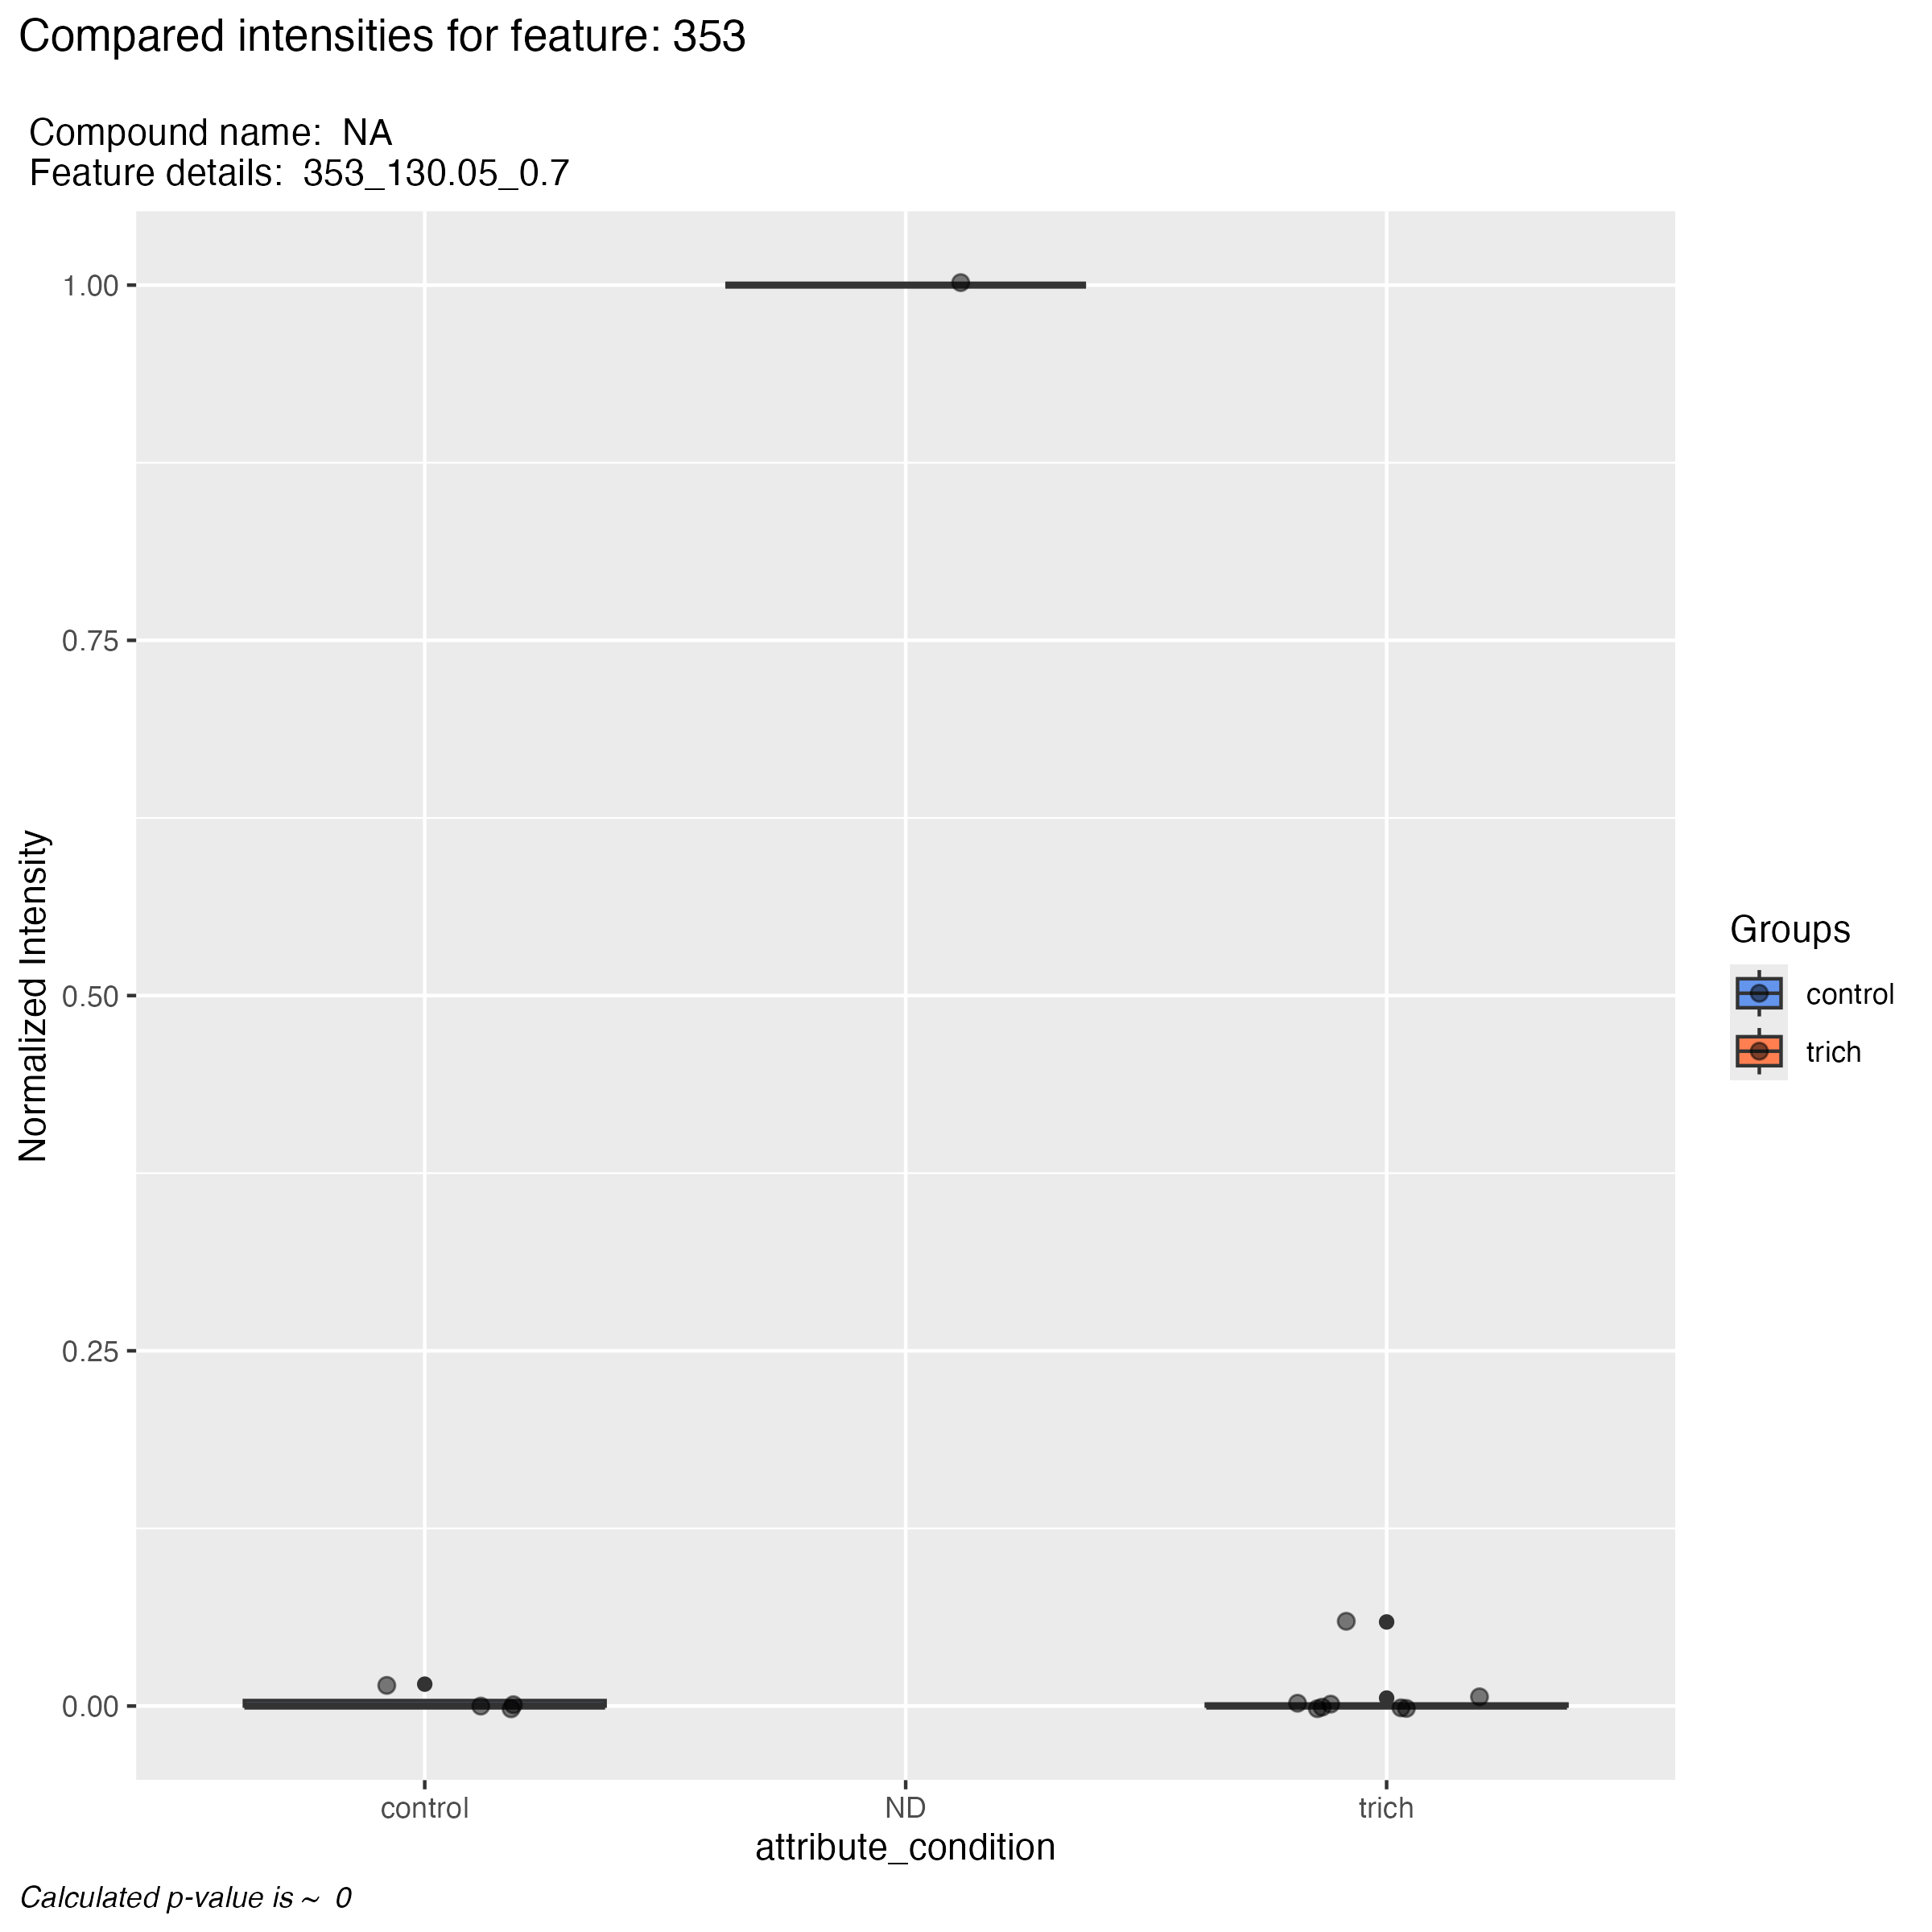 Compared intensities for feature: 353
Compound name:  NA
Feature details:  353_130.05_0.7
1.00
0.75
0.50
0.25
0.00
Normalized Intensity
control
ND
trich
attribute_condition
Groups
control
trich
Calculated p-value is ~  0